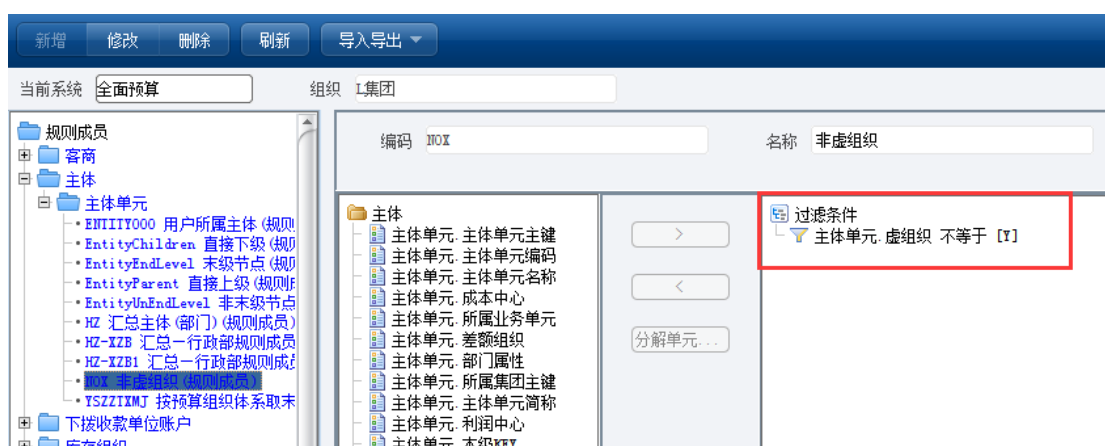 新增 修改 删除 刷新 导入导出
当前系统 全面预算 组织 L集团
规则成员
客商
主体
主体单元
ENTITY000 用户所属主体(规则
EntityChildren 直接下级(规
EntityEndLevel 末级节点(规
EntityParent 直接上级(规则
EntityUnEndLevel 非末级节点
HZ 汇总主体(部门)(规则成员)
HZ-XZB 汇总一行政部规则成员
HZ-XZB1 汇总一行政部规则成
NOX 非虚组织(规则成员)
YSZZTXMJ 按预算组织体系取末
下拨收款单位账户
库存组织
编码 NOX 名称 非虚组织
主体
主体单元.主体单元主键
主体单元.主体单元编码
主体单元.主体单元名称
主体单元.成本中心
主体单元.所属业务单元
主体单元.差额组织
主体单元.部门属性
主体单元.所属集团主键
主体单元.主体单元简称
主体单元.利润中心
主体单元.本级KEY
>
<
分解单元...
过滤条件
主体单元.虚组织 不等于 [Y]